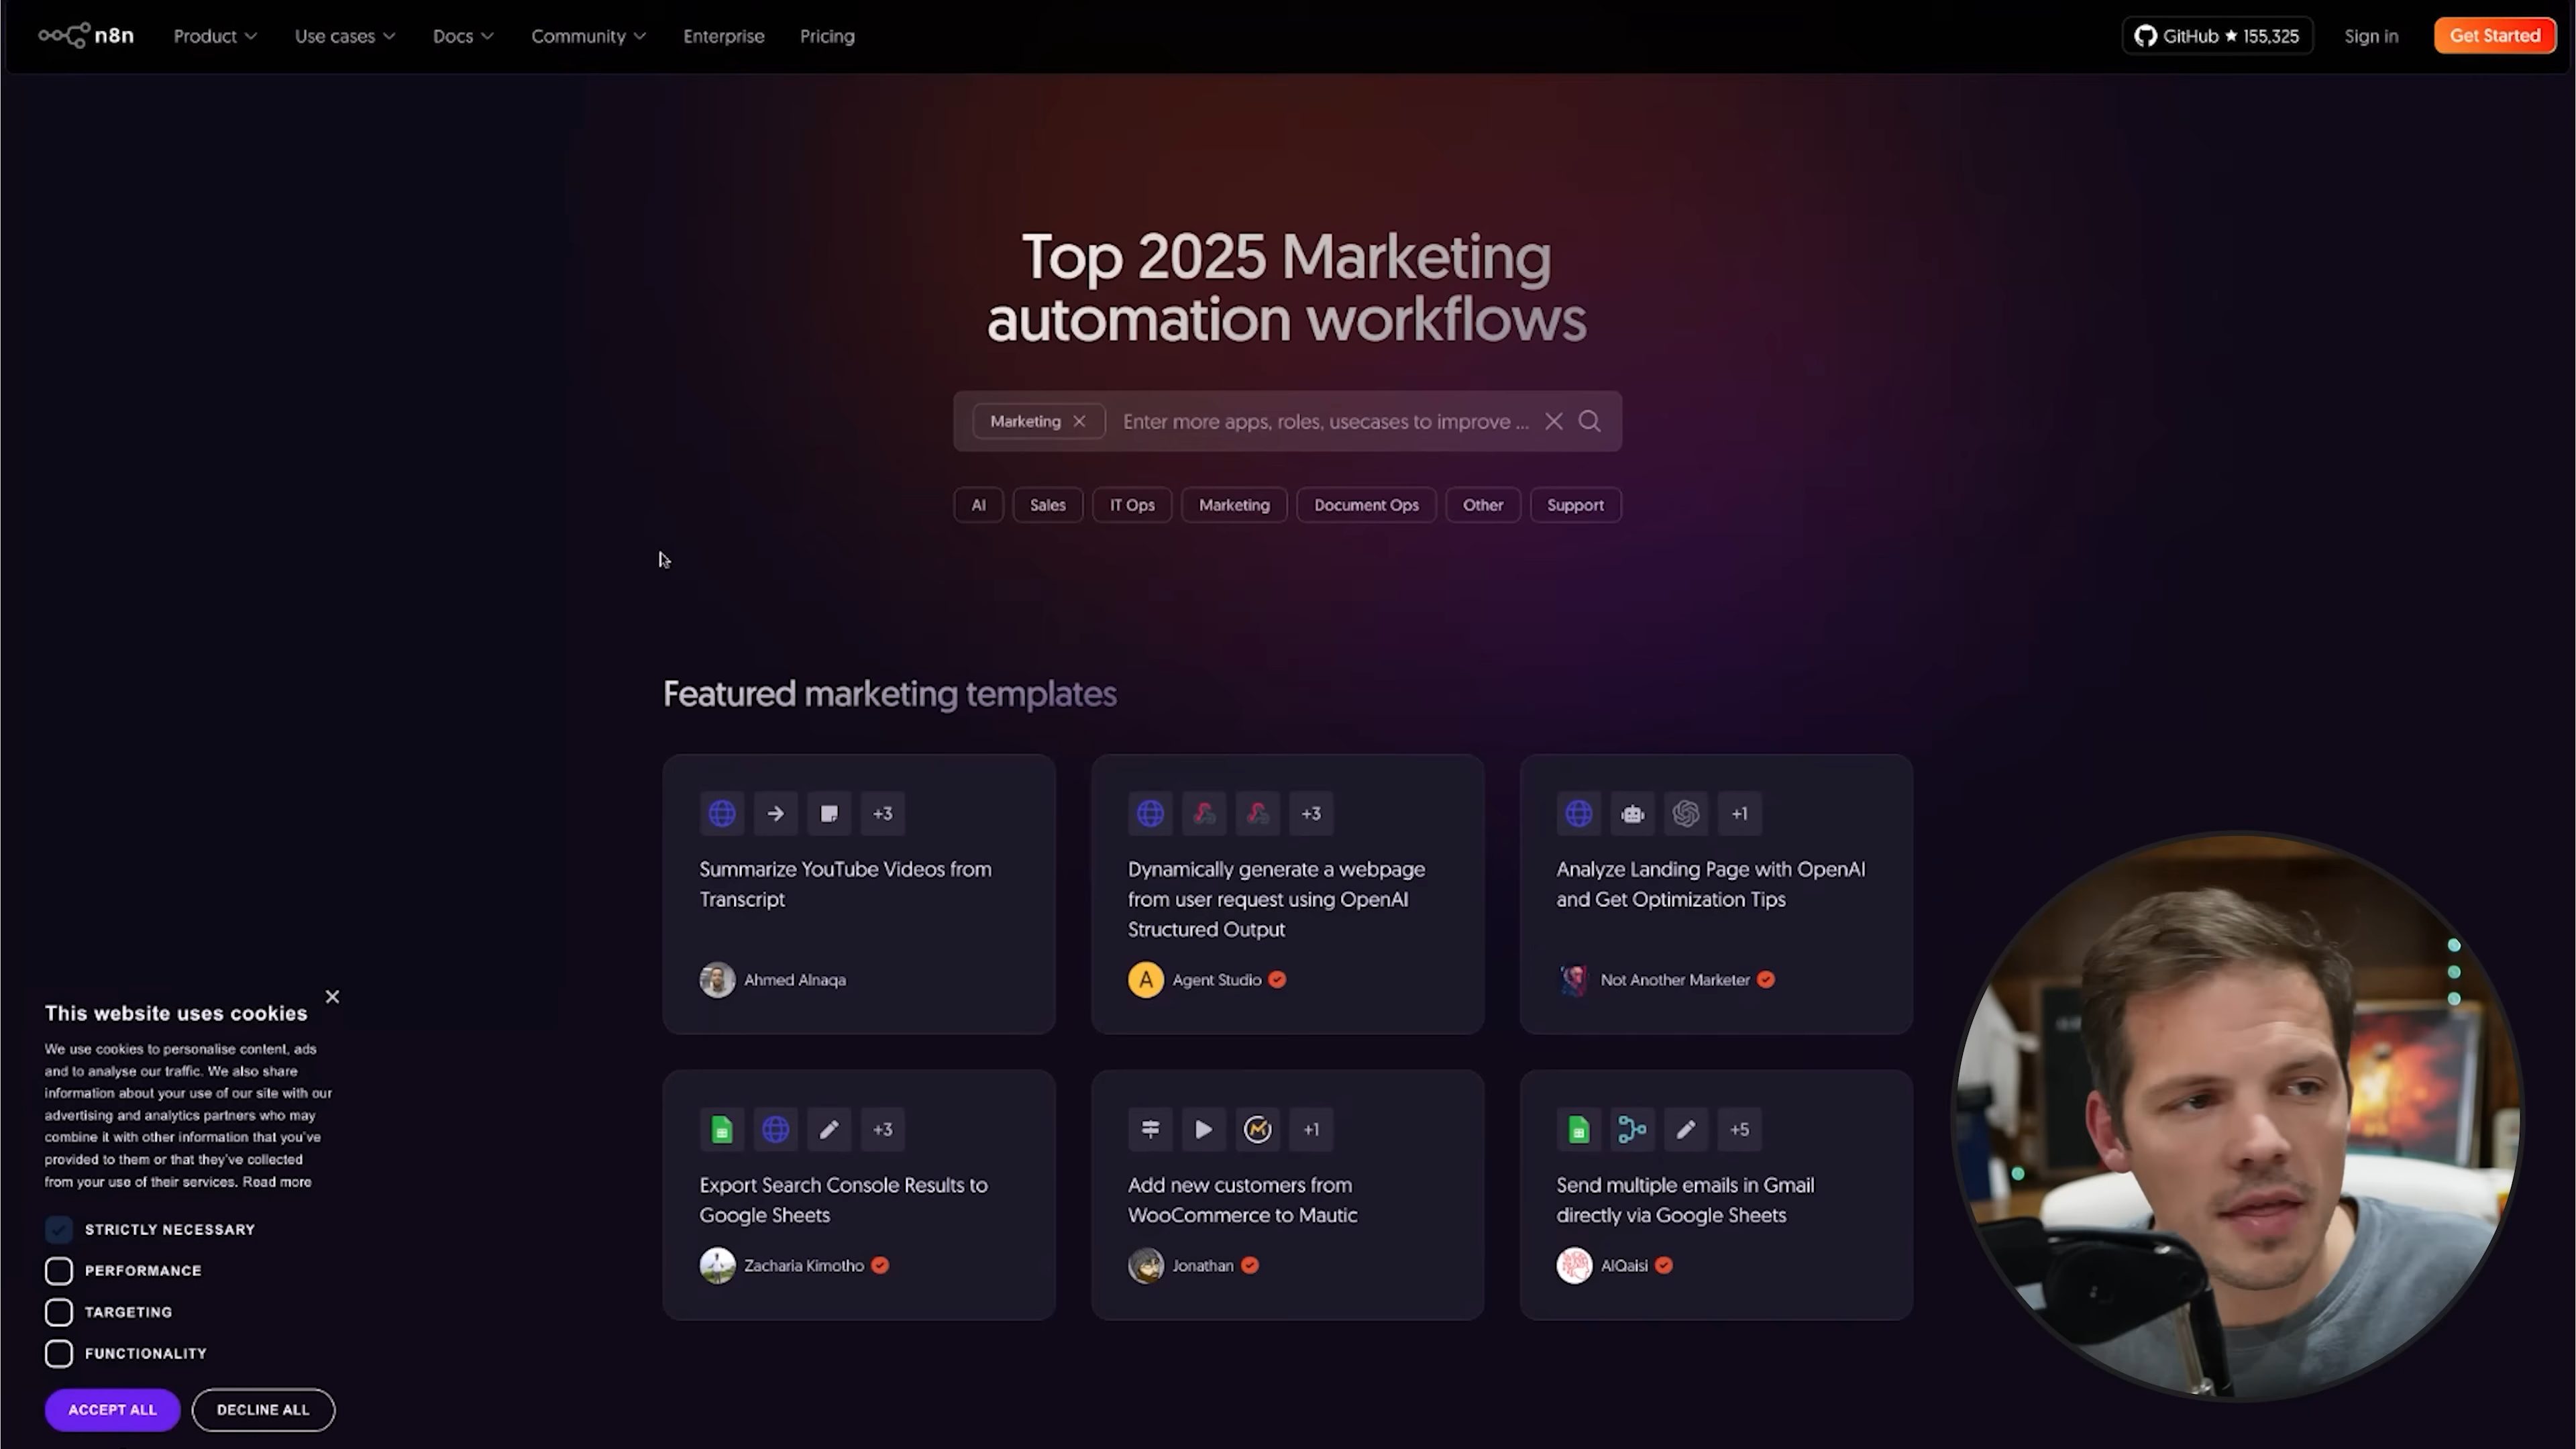 n8n
Product
Use cases
Docs
Community
Enterprise
Pricing
GitHub ★ 155,325
Sign in
Get Started
Top 2025 Marketing
automation workflows
Marketing
Enter more apps, roles, usecases to improve ...
AI
Sales
IT Ops
Marketing
Document Ops
Other
Support
Featured marketing templates
+3
Summarize YouTube Videos from
Transcript
Ahmed Alnaqa
+3
Dynamically generate a webpage
from user request using OpenAI
Structured Output
A
Agent Studio
+1
Analyze Landing Page with OpenAI
and Get Optimization Tips
Not Another Marketer
+3
Export Search Console Results to
Google Sheets
Zacharia Kimotho
+1
Add new customers from
WooCommerce to Mautic
Jonathan
+5
Send multiple emails in Gmail
directly via Google Sheets
AlQaisi
This website uses cookies
We use cookies to personalise content, ads
and to analyse our traffic. We also share
information about your use of our site with our
advertising and analytics partners who may
combine it with other information that you've
provided to them or that they've collected
from your use of their services. Read more
STRICTLY NECESSARY
PERFORMANCE
TARGETING
FUNCTIONALITY
ACCEPT ALL
DECLINE ALL